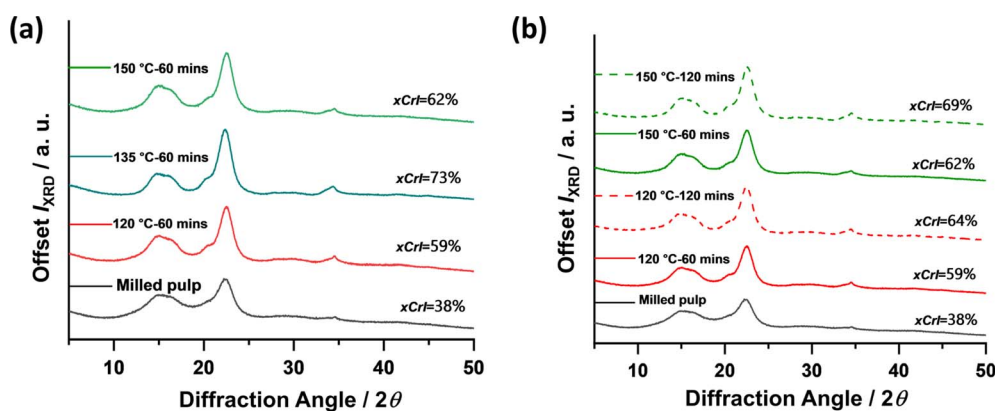 (a)
Offset I_XRD / a. u.
150 °C-60 mins
xCrI=62%
135 °C-60 mins
xCrI=73%
120 °C-60 mins
xCrI=59%
Milled pulp
xCrI=38%
10 20 30 40 50
Diffraction Angle / 2θ
(b)
Offset I_XRD / a. u.
150 °C-120 mins
xCrI=69%
150 °C-60 mins
xCrI=62%
120 °C-120 mins
xCrI=64%
120 °C-60 mins
xCrI=59%
Milled pulp
xCrI=38%
10 20 30 40 50
Diffraction Angle / 2θ